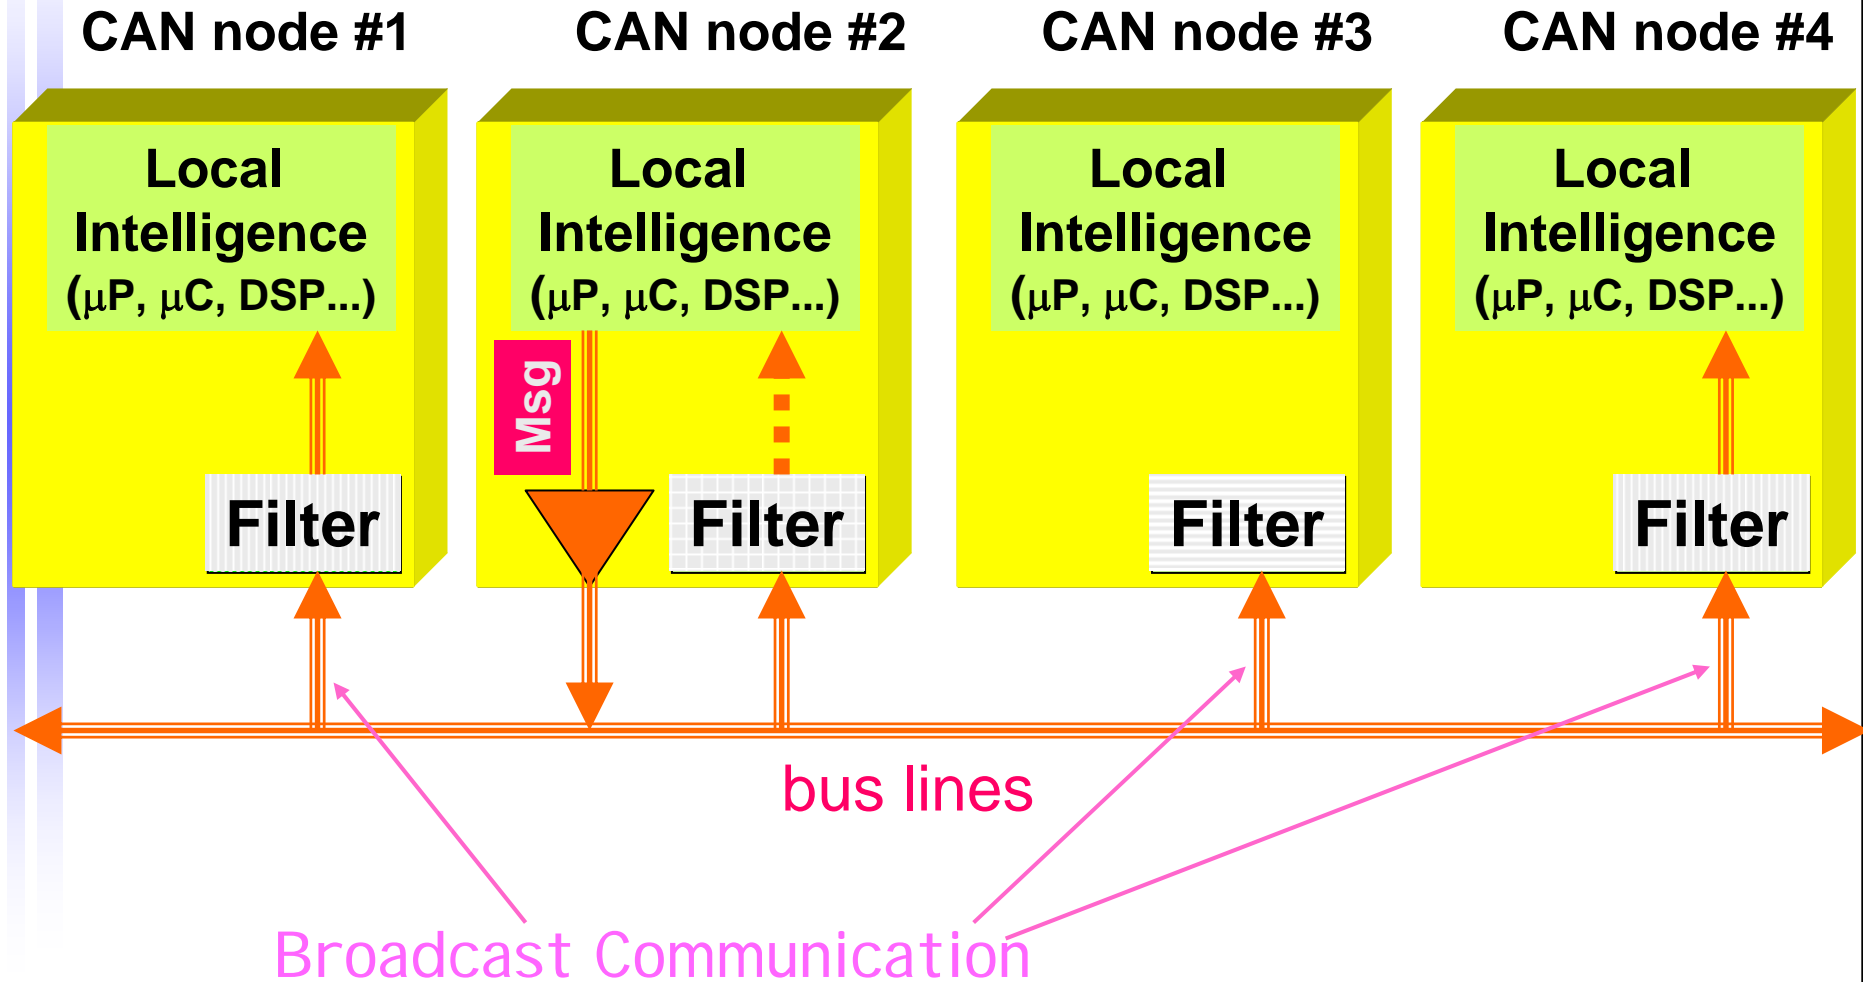 CAN node #1
CAN node #2
CAN node #3
CAN node #4
Local
Intelligence
(μP, μC, DSP...)
Local
Intelligence
(μP, μC, DSP...)
Local
Intelligence
(μP, μC, DSP...)
Local
Intelligence
(μP, μC, DSP...)
Msg
Filter
Filter
Filter
Filter
bus lines
Broadcast Communication